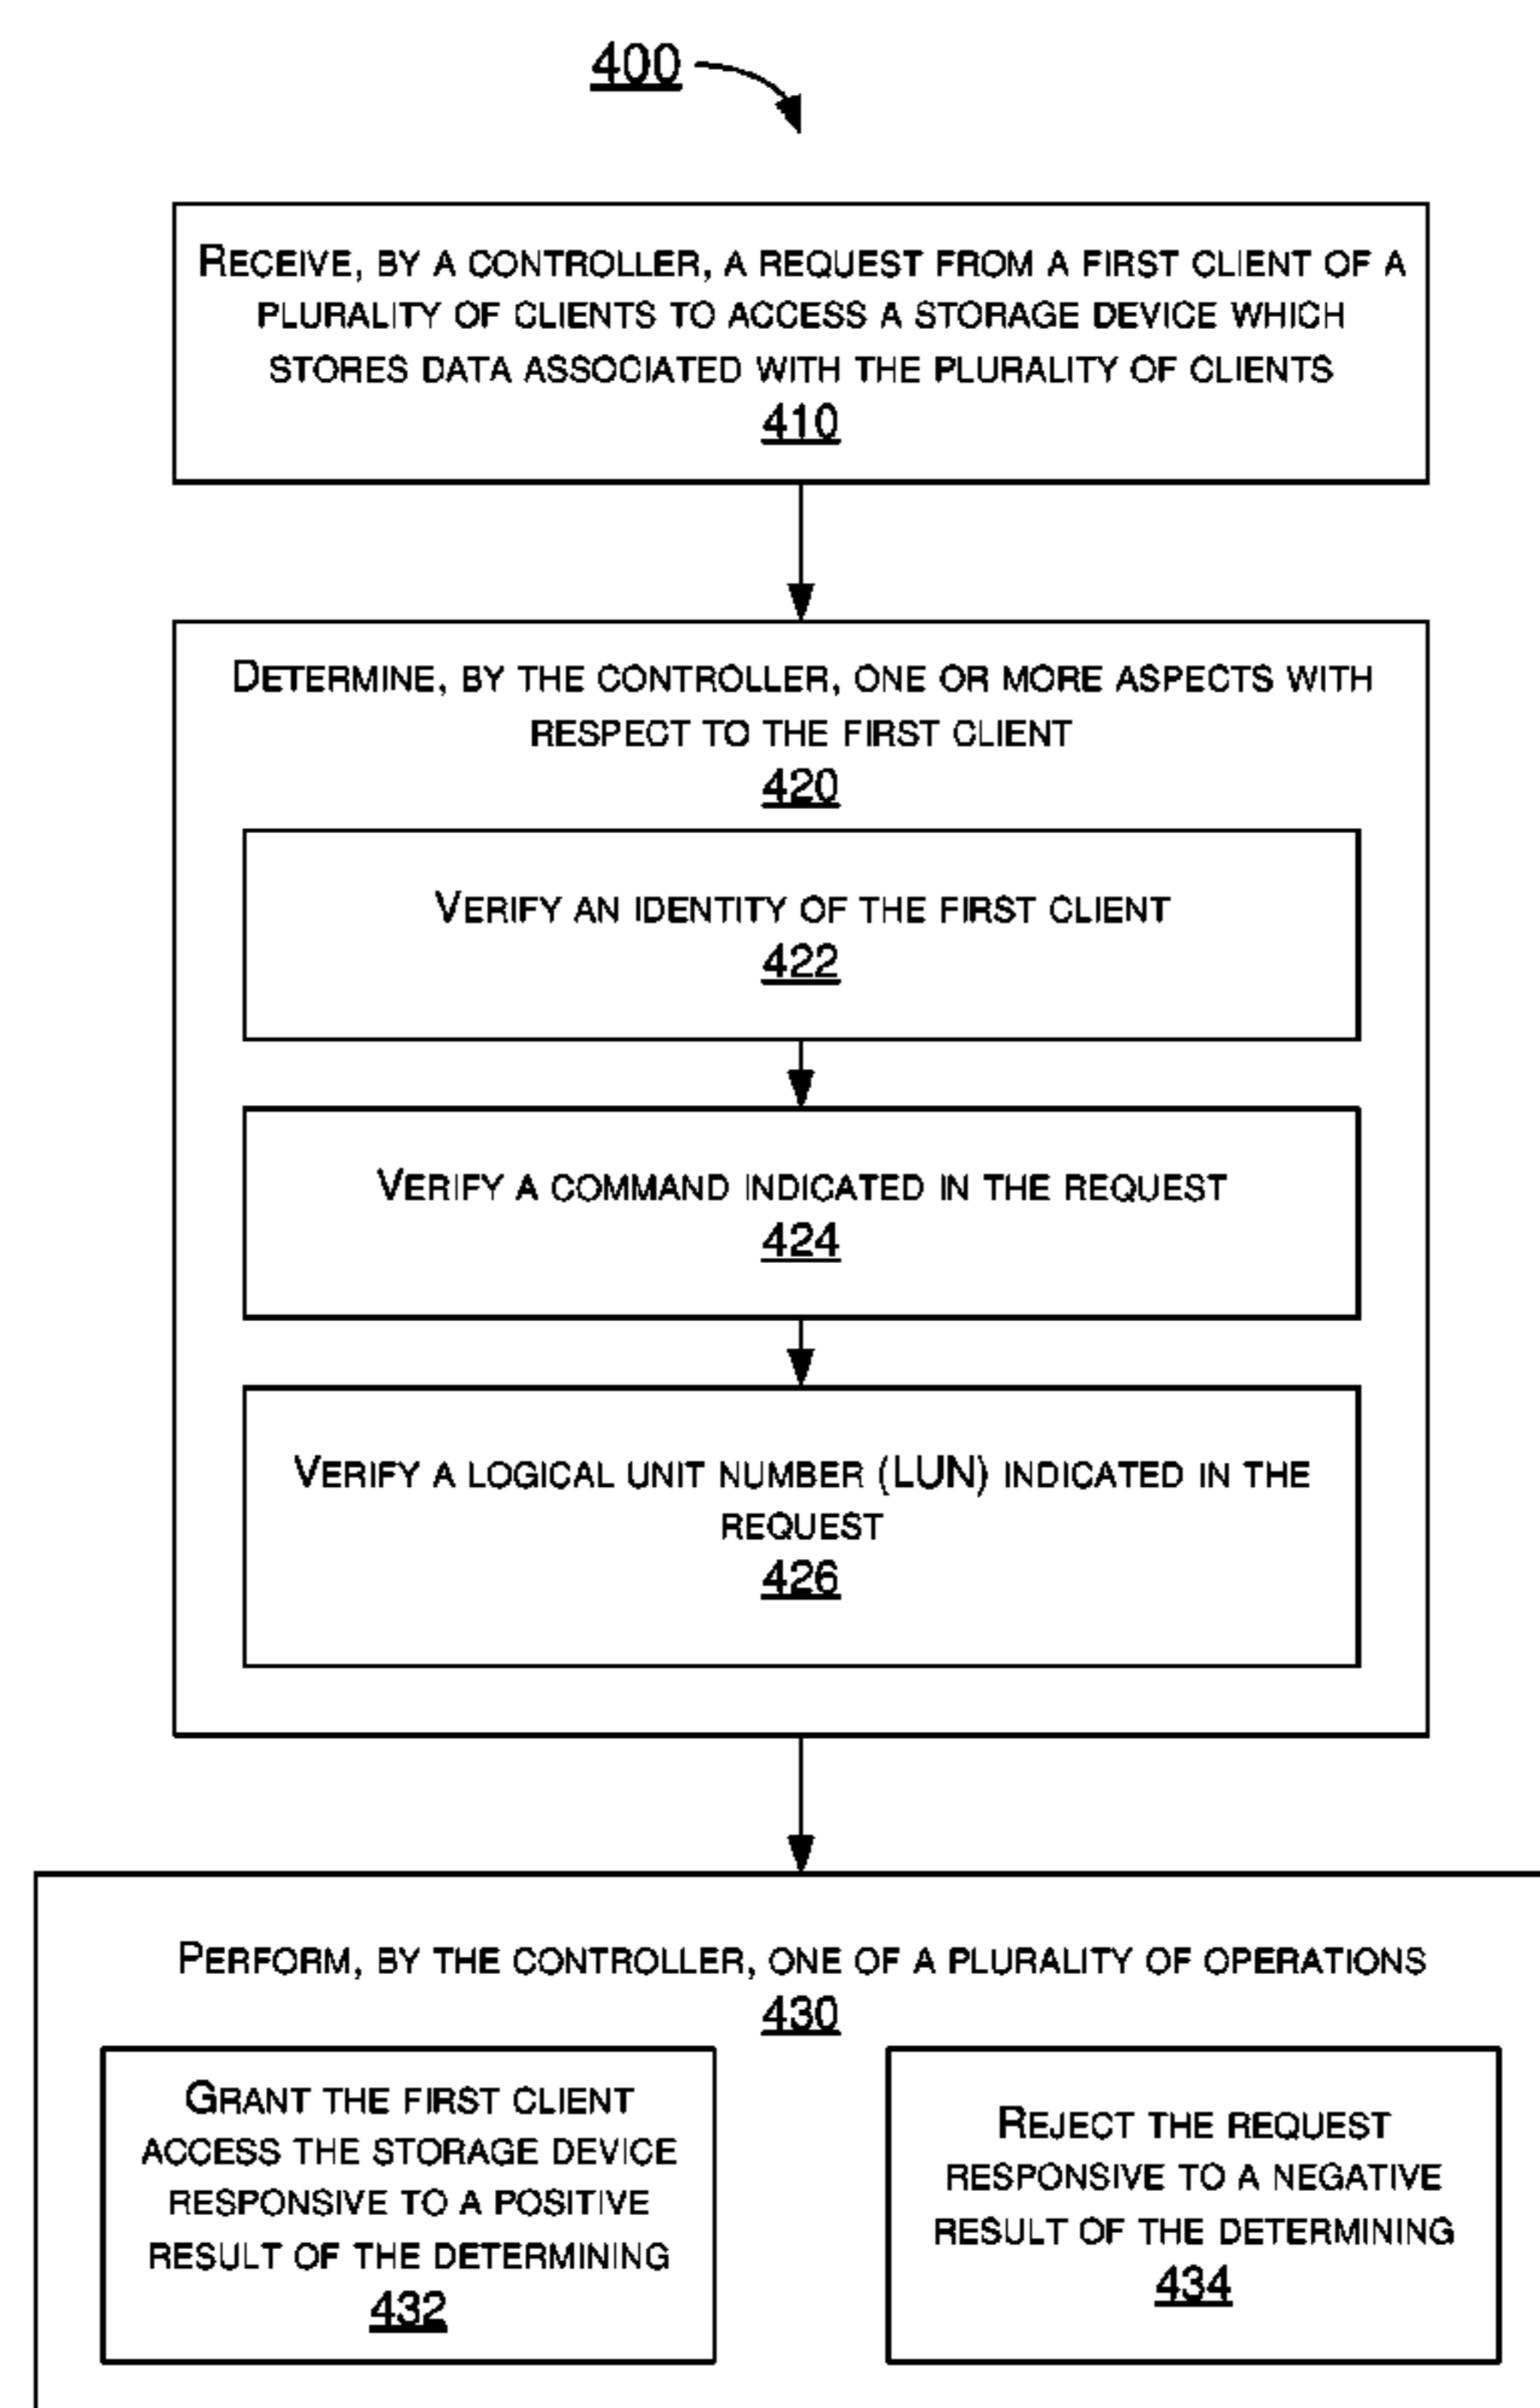 400
RECEIVE, BY A CONTROLLER, A REQUEST FROM A FIRST CLIENT OF A
PLURALITY OF CLIENTS TO ACCESS A STORAGE DEVICE WHICH
STORES DATA ASSOCIATED WITH THE PLURALITY OF CLIENTS
410
DETERMINE, BY THE CONTROLLER, ONE OR MORE ASPECTS WITH
RESPECT TO THE FIRST CLIENT
420
VERIFY AN IDENTITY OF THE FIRST CLIENT
422
VERIFY A COMMAND INDICATED IN THE REQUEST
424
VERIFY A LOGICAL UNIT NUMBER (LUN) INDICATED IN THE
REQUEST
426
PERFORM, BY THE CONTROLLER, ONE OF A PLURALITY OF OPERATIONS
430
GRANT THE FIRST CLIENT
ACCESS THE STORAGE DEVICE
RESPONSIVE TO A POSITIVE
RESULT OF THE DETERMINING
432
REJECT THE REQUEST
RESPONSIVE TO A NEGATIVE
RESULT OF THE DETERMINING
434